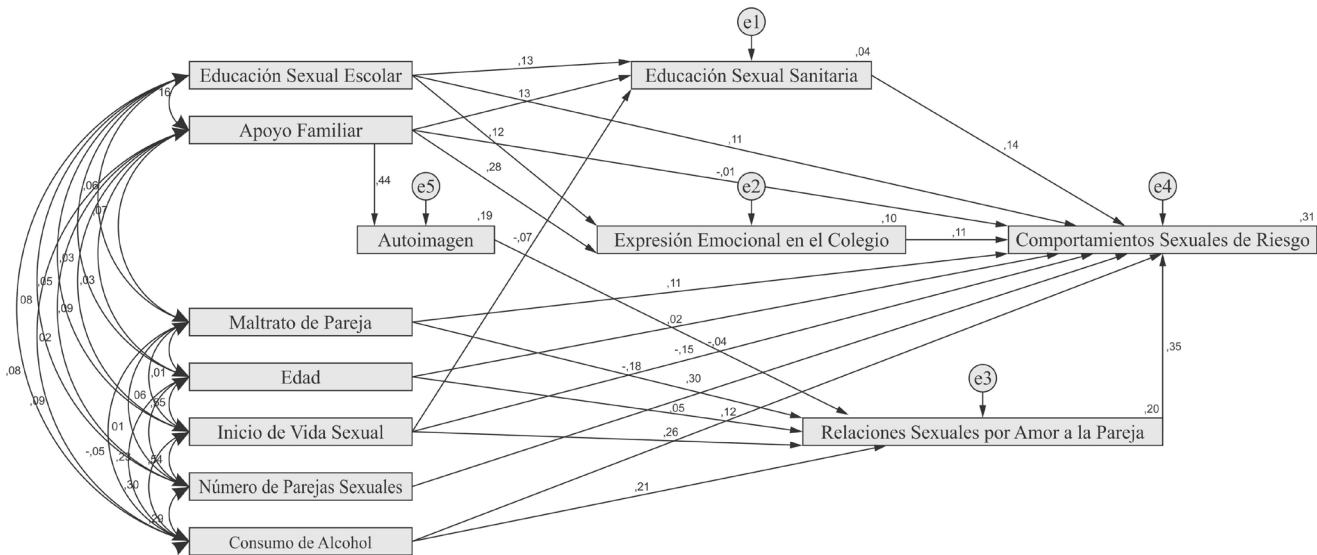 e1
,04
,13
Educación Sexual Escolar
Educación Sexual Sanitaria
16
13
Apoyo Familiar
,12
,11
,14
,28
-,01
,44
,06
,07
e5
e2
e4
,19
,10
,31
Autoimagen
-,07
Expresión Emocional en el Colegio
,11
Comportamientos Sexuales de Riesgo
,03
,05
,03
,11
08
,09
Maltrato de Pareja
,02
02
-,04
-,15
,35
-,18
,08
,01
Edad
,30
e3
06
,09
,05
,12
,20
01
Inicio de Vida Sexual
,26
Relaciones Sexuales por Amor a la Pareja
-,05
,54
,30
Número de Parejas Sexuales
,21
Consumo de Alcohol